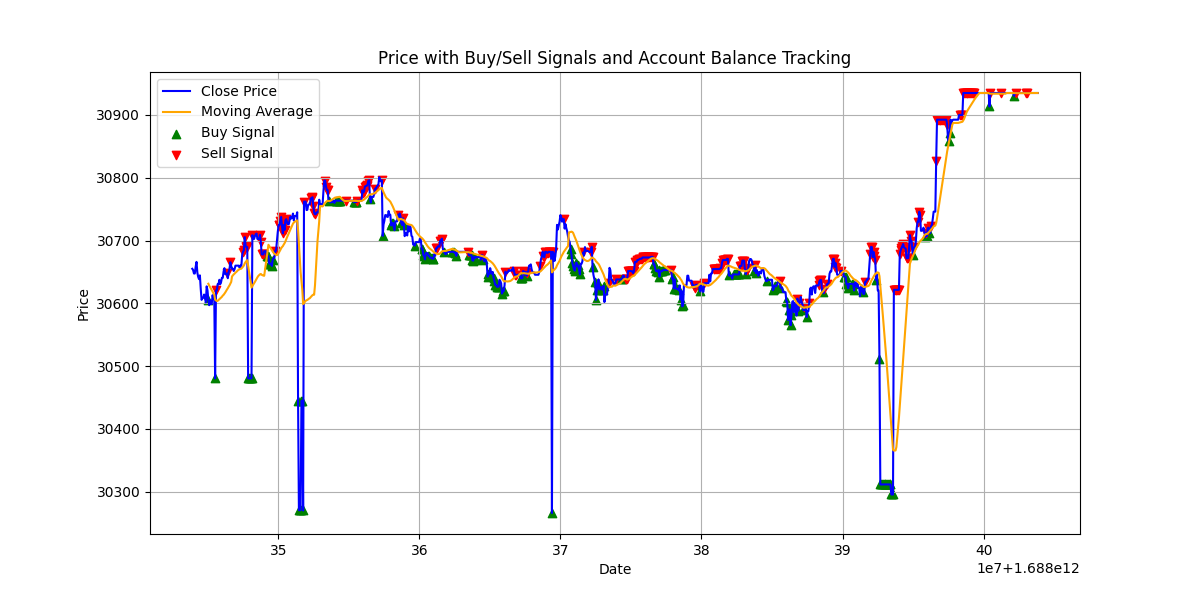 Price with Buy/Sell Signals and Account Balance Tracking
Close Price
Moving Average
Buy Signal
Sell Signal
Price
30900
30800
30700
30600
30500
30400
30300
35 36 37 38 39 40
Date
1e7+1.688e12